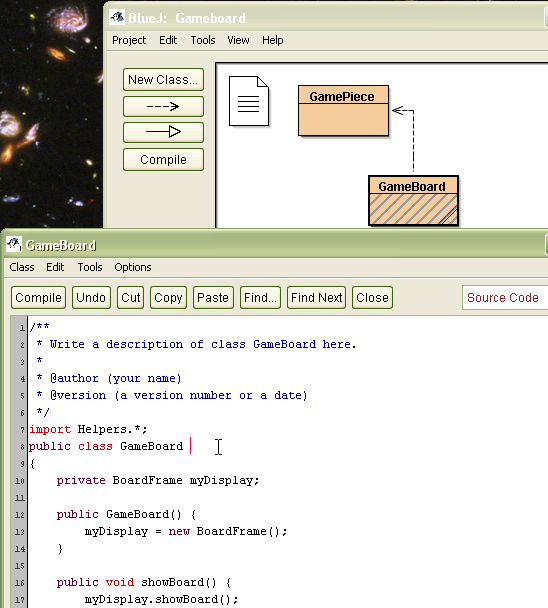 BlueJ: Gameboard
Project Edit Tools View Help
New Class...
Compile
GamePiece
GameBoard
GameBoard
Class Edit Tools Options
Compile Undo Cut Copy Paste Find... Find Next Close Source Code
1 /**
2 * Write a description of class GameBoard here.
3 *
4 * @author (your name)
5 * @version (a version number or a date)
6 */
7 import Helpers.*;
8 public class GameBoard
9 {
10 private BoardFrame myDisplay;
11
12 public GameBoard() {
13 myDisplay = new BoardFrame();
14 }
15
16 public void showBoard() {
17 myDisplay.showBoard();